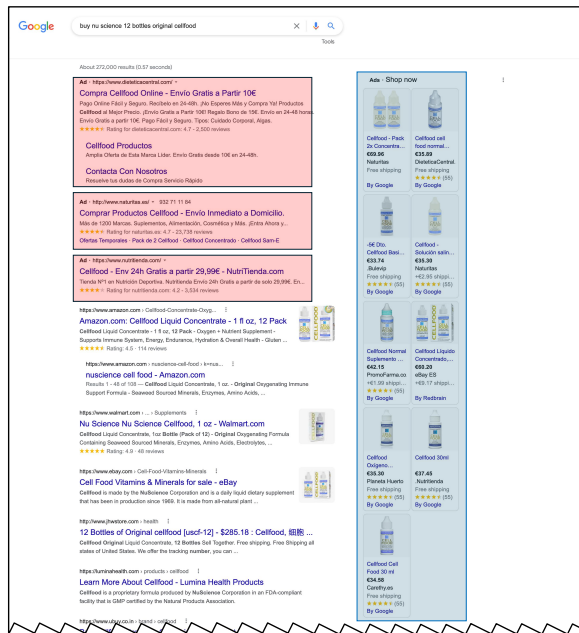 Google
buy nu science 12 bottles original cellfood
Tools
About 272,000 results (0.57 seconds)
Ad · https://www.dieteticacentral.com/
Compra Cellfood Online - Envío Gratis a Partir 10€
Pago Online Fácil y Seguro. Recíbelo en 24-48h. ¡No Esperes Más y Compra Ya! Productos
Cellfood al Mejor Precio. ¡Envío Gratis a Partir 10€! Regalo Bono de 15€. Envío en 24-48 horas.
Envío Gratis a partir 10€. Pago Fácil y Seguro. Tipos: Cuidado Corporal, Algas.
★★★★★ Rating for dieteticacentral.com: 4.7 - 2,500 reviews
Cellfood Productos
Amplia Oferta de Esta Marca Líder. Envío Gratis desde 10€ en 24-48h.
Contacta Con Nosotros
Resuelve tus dudas de Compra Servicio Rápido
Ad · http://www.naturitas.es/ 932 71 11 84
Comprar Productos Cellfood - Envío Inmediato a Domicilio.
Más de 1200 Marcas. Suplementos, Alimentación, Cosmética y Más. ¡Entra Ahora y...
★★★★★ Rating for naturitas.es: 4.7 - 23,738 reviews
Ofertas Temporales · Pack de 2 Cellfood · Cellfood Concentrado · Cellfood Sam-E
Ad · https://www.nutritienda.com/
Cellfood - Env 24h Gratis a partir 29,99€ - NutriTienda.com
Tienda Nº1 en Nutrición Deportiva. Nutritienda Envío 24h Gratis a partir de solo 29,99€. En...
★★★★★ Rating for nutritienda.com: 4.2 - 3,534 reviews
https://www.amazon.com › Cellfood-Concentrate-Oxyg...
Amazon.com: Cellfood Liquid Concentrate - 1 fl oz, 12 Pack
Cellfood Liquid Concentrate - 1 fl oz, 12 Pack - Oxygen + Nutrient Supplement -
Supports Immune System, Energy, Endurance, Hydration & Overall Health - Gluten ...
★★★★★ Rating: 4.5 · 114 reviews
https://www.amazon.com › nuscience-cell-food › k=nus...
nuscience cell food - Amazon.com
Results 1 - 48 of 108 — Cellfood Liquid Concentrate, 1 oz. - Original Oxygenating Immune
Support Formula - Seaweed Sourced Minerals, Enzymes, Amino Acids, ...
https://www.walmart.com › ... › Supplements
Nu Science Nu Science Cellfood, 1 oz - Walmart.com
Cellfood Liquid Concentrate, 1oz Bottle (Pack of 12) - Original Oxygenating Formula
Containing Seaweed Sourced Minerals, Enzymes, Amino Acids, Electrolytes, ...
★★★★★ Rating: 4.9 · 48 reviews
https://www.ebay.com › Cell-Food-Vitamins-Minerals
Cell Food Vitamins & Minerals for sale - eBay
Cellfood is made by the NuScience Corporation and is a daily liquid dietary supplement
that has been in production since 1969. It is made from all-natural plant ...
http://www.jhwstore.com › health
12 Bottles of Original cellfood [uscf-12] - $285.18 : Cellfood, 细胞 ...
Cellfood Original Liquid Concentrate, 12 Bottles Sell Together. Free shipping. Free Shipping all
states of United States. We offer the tracking number, you can ...
https://luminahealth.com › products › cellfood
Learn More About Cellfood - Lumina Health Products
Cellfood is a proprietary formula produced by NuScience Corporation in an FDA-compliant
facility that is GMP certified by the Natural Products Association.
https://www.ubuy.co.in › brand › cellfood
Ads · Shop now
Cellfood - Pack
2x Concentra...
€69.96
Naturitas
Free shipping
By Google
Cellfood cell
food normal...
€35.89
DieteticaCentral.
Free shipping
★★★★★ (55)
By Google
-5€ Dto.
Cellfood Basi...
€33.74
.Bulevip
Free shipping
★★★★★ (55)
By Google
Cellfood -
Solución salin...
€35.30
Naturitas
+€2.95 shippi...
★★★★★ (55)
By Google
Cellfood Normal
Suplemento ...
€42.15
PromoFarma.co
+€1.99 shippi...
★★★★★ (55)
By Google
Cellfood Liquido
Concentrado,...
€60.20
eBay ES
+€9.17 shippi...
By Redbrain
Cellfood
Oxigeno...
€35.30
Planeta Huerto
Free shipping
★★★★★ (55)
By Google
Cellfood 30ml
€37.45
.Nutritienda
Free shipping
★★★★★ (55)
By Google
Cellfood Cell
Food 30 ml
€34.58
Carethy.es
Free shipping
★★★★★ (55)
By Google